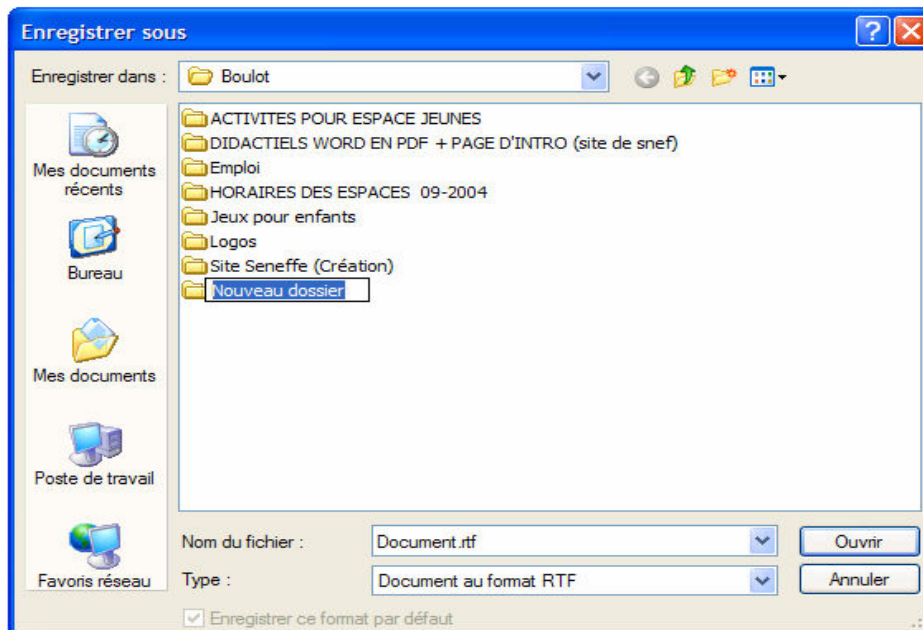 Enregistrer sous
Enregistrer dans :
Boulot
Mes documents
récents
Bureau
Mes documents
Poste de travail
Favoris réseau
ACTIVITES POUR ESPACE JEUNES
DIDACTIELS WORD EN PDF + PAGE D'INTRO (site de snef)
Emploi
HORAIRES DES ESPACES  09-2004
Jeux pour enfants
Logos
Site Seneffe (Création)
Nouveau dossier
Nom du fichier :
Document.rtf
Ouvrir
Type :
Document au format RTF
Annuler
Enregistrer ce format par défaut